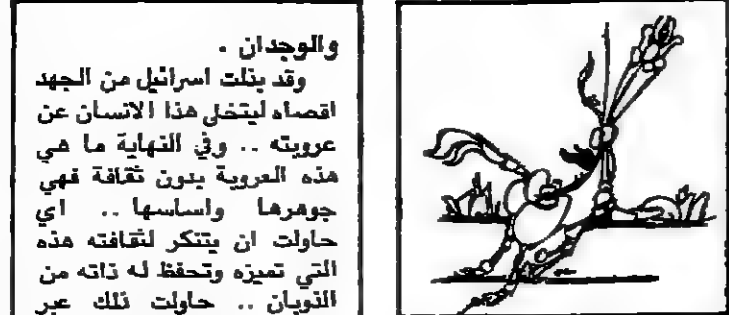 والوجدان .
وقد بذلت اسرائيل من الجهد
اقصاه ليتخلى هذا الانسان عن
عروبته .. وفي النهاية ما هي
هذه العروبة بدون ثقافة فهي
جوهرها واساسها .. اي
حاولت ان يتنكر لثقافته هذه
التي تميزه وتحفظ له ذاته من
الذوبان .. حاولت ذلك عبر